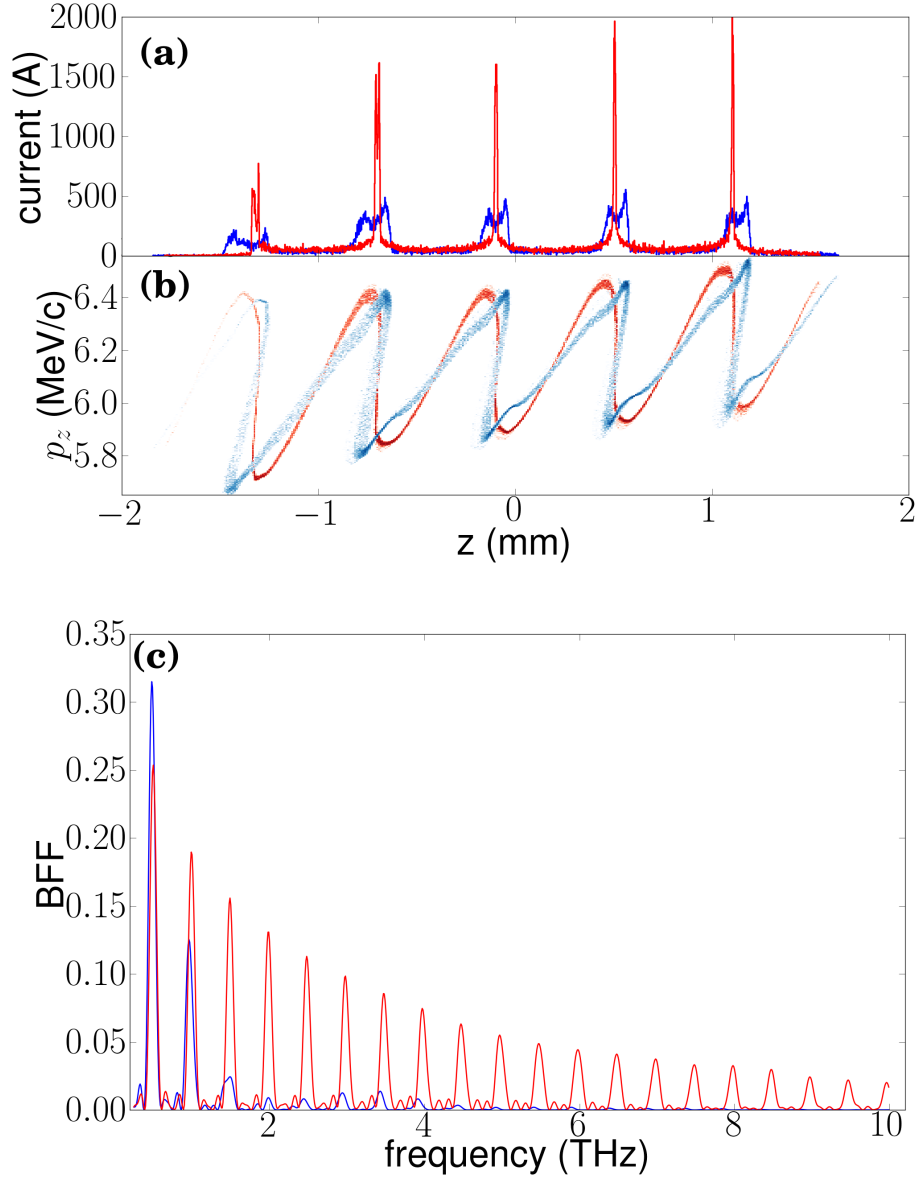 (a)
current (A)
2000
1500
1000
500
0
(b)
p_z (MeV/c)
6.4
6.2
6.0
5.8
−2 −1 0 1 2
z (mm)
(c)
BFF
0.35
0.30
0.25
0.20
0.15
0.10
0.05
0.00
2 4 6 8 10
frequency (THz)